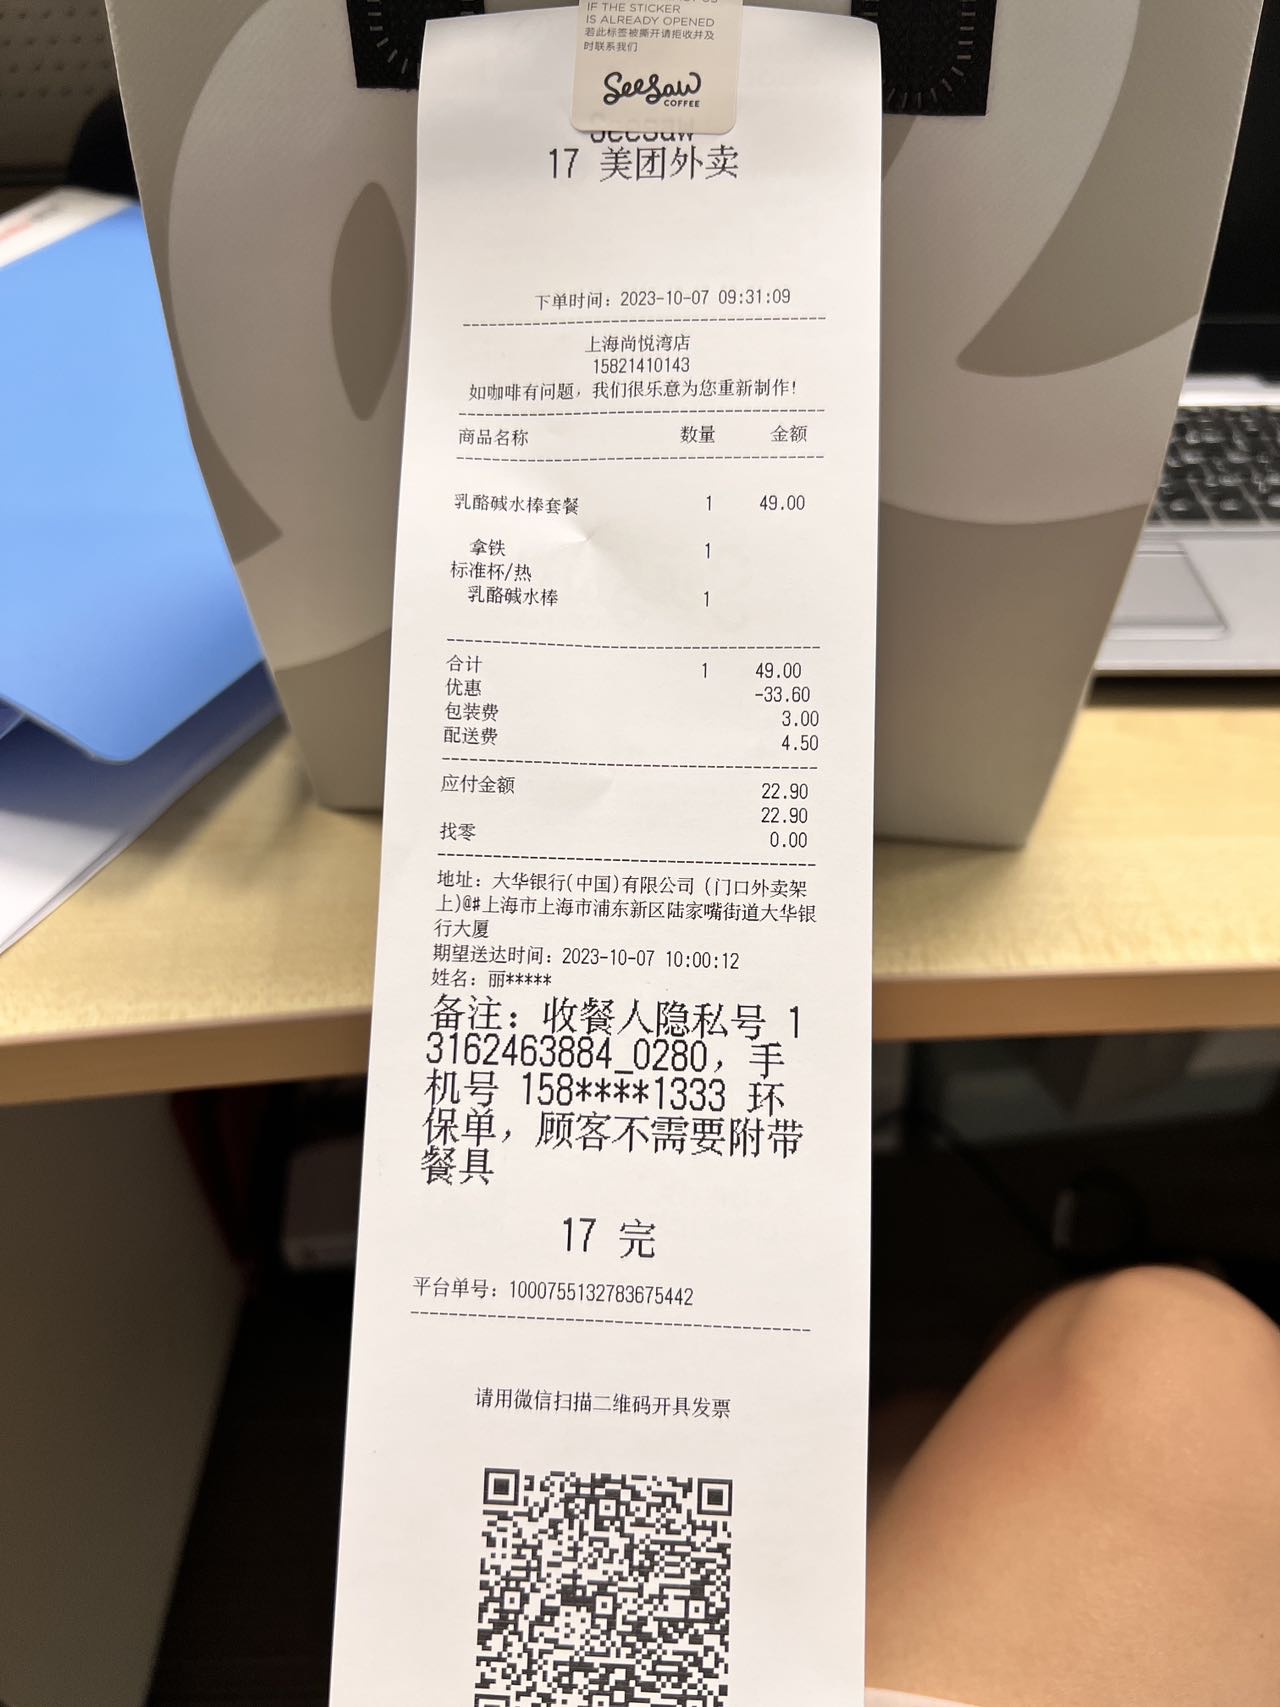 IF THE STICKER
IS ALREADY OPENED
若此标签被撕开请拒收并及
时联系我们
Seesaw
COFFEE
Seesaw
17 美团外卖
下单时间：2023-10-07 09:31:09
上海尚悦湾店
15821410143
如咖啡有问题，我们很乐意为您重新制作！
商品名称 数量 金额
乳酪碱水棒套餐 1 49.00
拿铁 1
标准杯/热
乳酪碱水棒 1
合计 1 49.00
优惠 -33.60
包装费 3.00
配送费 4.50
应付金额 22.90
22.90
找零 0.00
地址：大华银行(中国)有限公司 (门口外卖架
上)@#上海市上海市浦东新区陆家嘴街道大华银
行大厦
期望送达时间：2023-10-07 10:00:12
姓名：丽*****
备注：收餐人隐私号 1
3162463884_0280，手
机号 158****1333 环
保单，顾客不需要附带
餐具
17 完
平台单号：1000755132783675442
请用微信扫描二维码开具发票